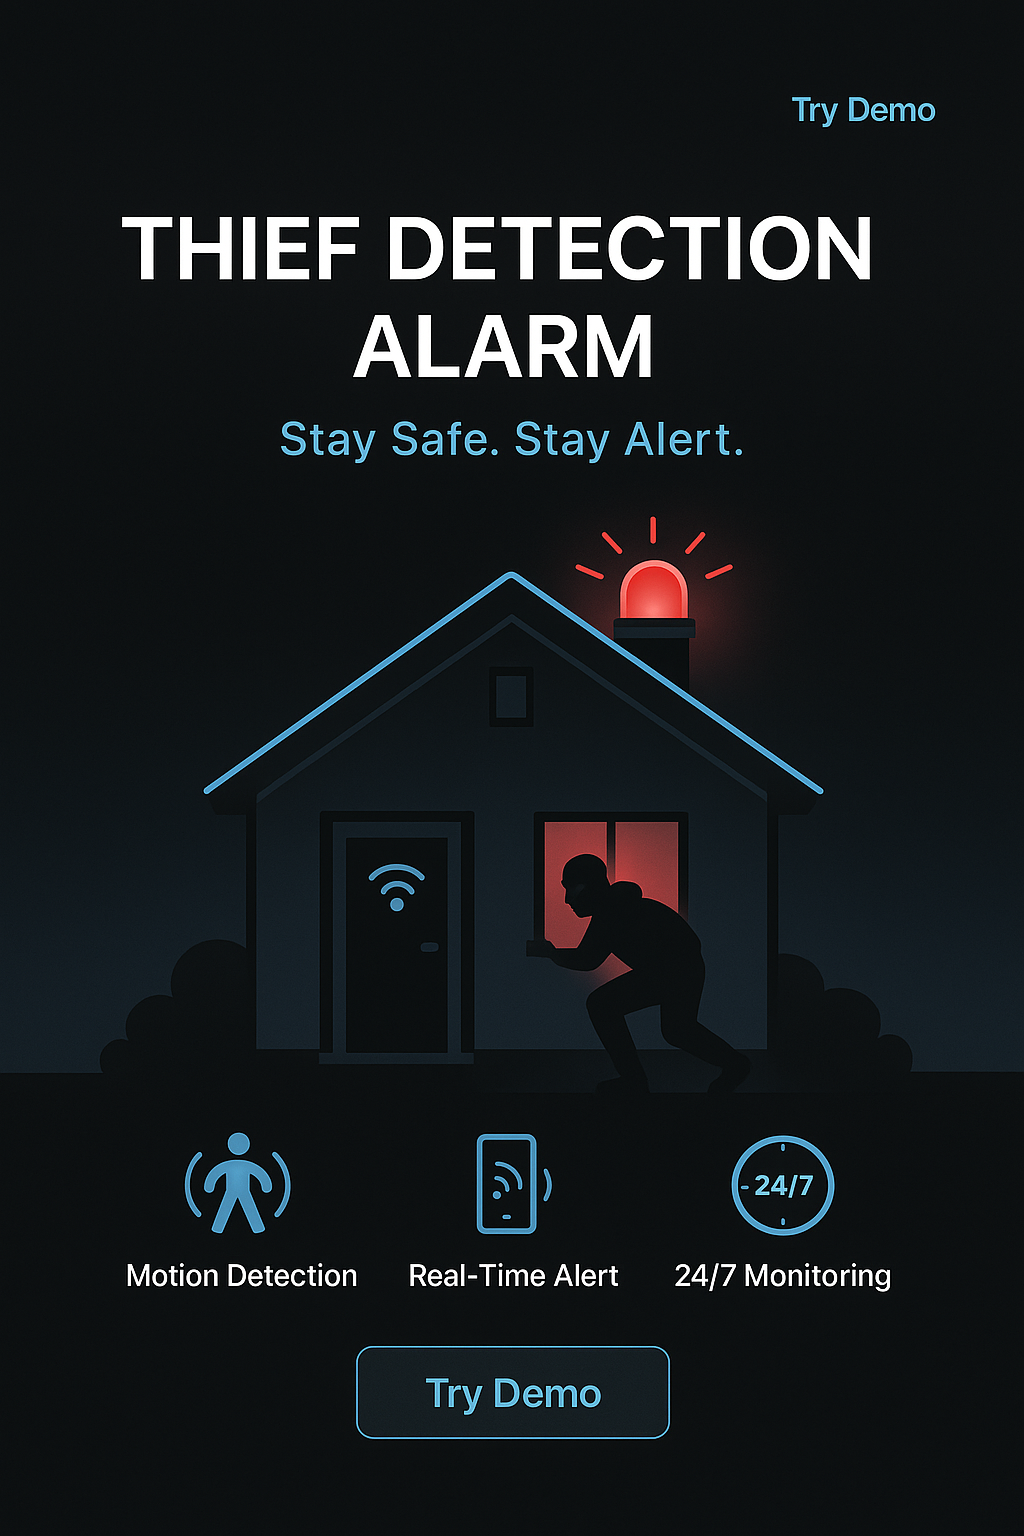 Try Demo
THIEF DETECTION
ALARM
Stay Safe. Stay Alert.
24/7
Motion Detection
Real-Time Alert
24/7 Monitoring
Try Demo